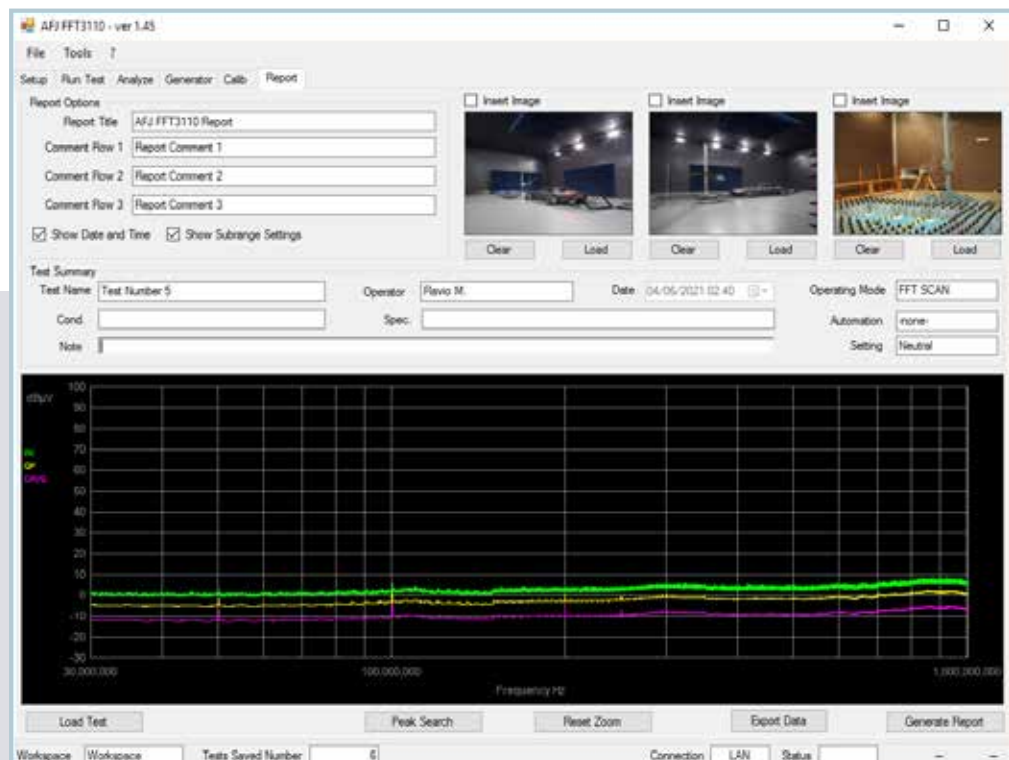 AFJ FFT3110 - ver 1.45
File Tools ?
Setup Run Test Analyze Generator Calib Report
Report Options
Report Title AFJ FFT3110 Report
Comment Row 1 Report Comment 1
Comment Row 2 Report Comment 2
Comment Row 3 Report Comment 3
Show Date and Time Show Subrange Settings
Insert Image Insert Image Insert Image
Clear Load Clear Load Clear Load
Test Summary
Test Name Test Number 5 Operator Flavio M. Date 04/06/2021 02:40 Operating Mode FFT SCAN
Cond. Spec. Automation -none-
Note Setting Neutral
dBµV
100
90
80
70
60
50
40
30
20
10
0
-10
-20
-30
PK
QP
30,000,000 100,000,000 1,000,000,000
Frequency Hz
Load Test Peak Search Reset Zoom Export Data Generate Report
Workspace Workspace Tests Saved Number 6 Connection LAN Status -- --